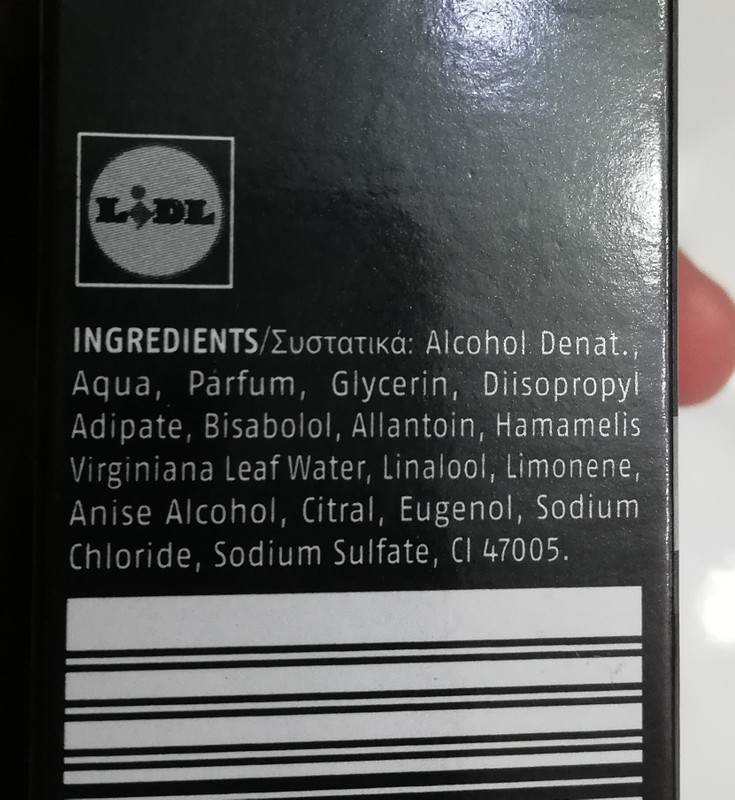 LIDL
INGREDIENTS/Συστατικά: Alcohol Denat.,
Aqua, Parfum, Glycerin, Diisopropyl
Adipate, Bisabolol, Allantoin, Hamamelis
Virginiana Leaf Water, Linalool, Limonene,
Anise Alcohol, Citral, Eugenol, Sodium
Chloride, Sodium Sulfate, CI 47005.